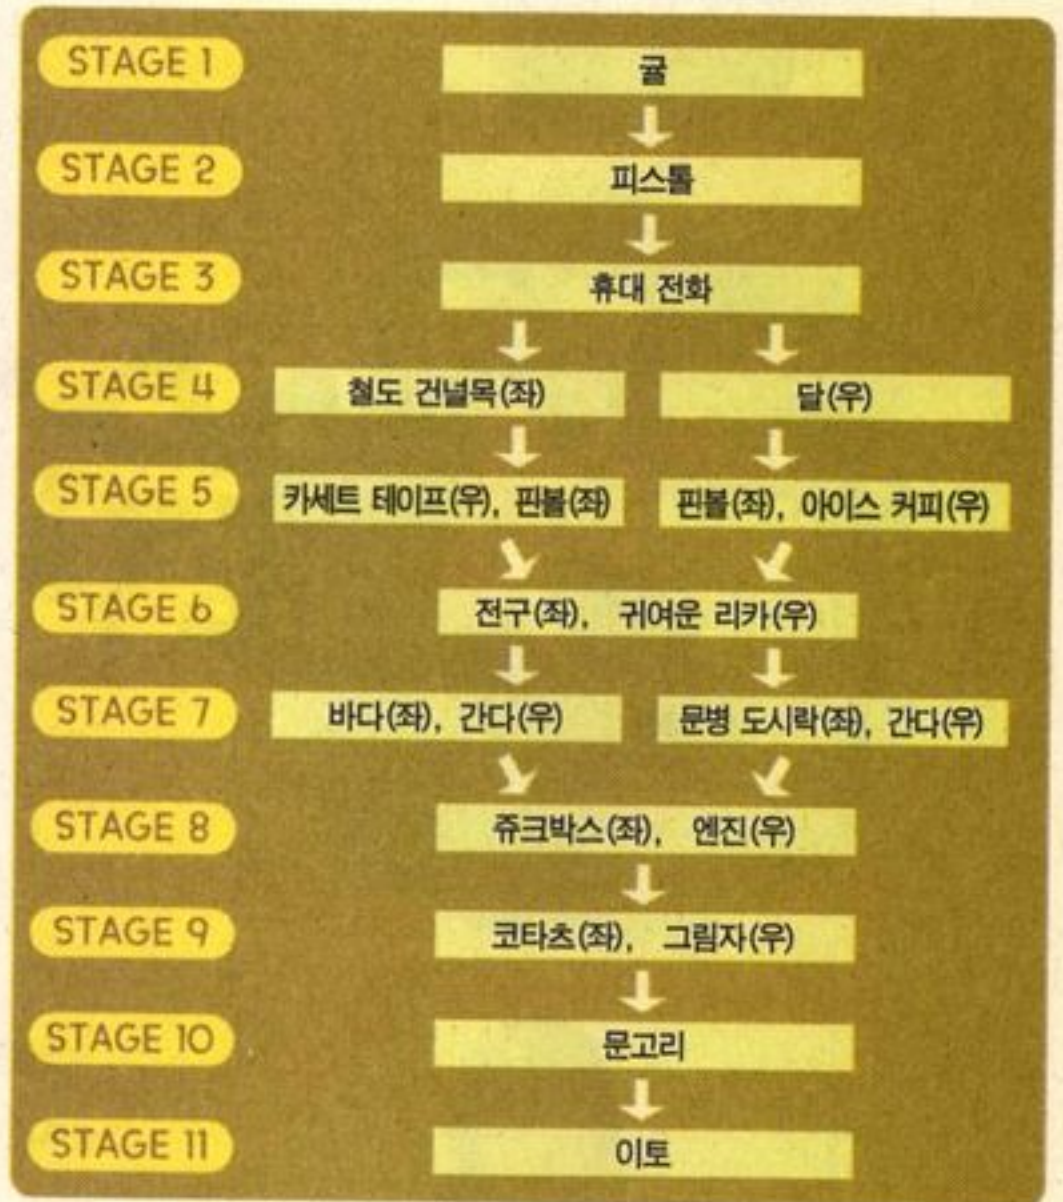 STAGE 1
귤
STAGE 2
피스톨
STAGE 3
휴대 전화
STAGE 4
철도 건널목(좌)
달(우)
STAGE 5
카세트 테이프(우), 핀볼(좌)
핀볼(좌), 아이스 커피(우)
STAGE 6
전구(좌), 귀여운 리카(우)
STAGE 7
바다(좌), 간다(우)
문병 도시락(좌), 간다(우)
STAGE 8
쥬크박스(좌), 엔진(우)
STAGE 9
코타츠(좌), 그림자(우)
STAGE 10
문고리
STAGE 11
이토